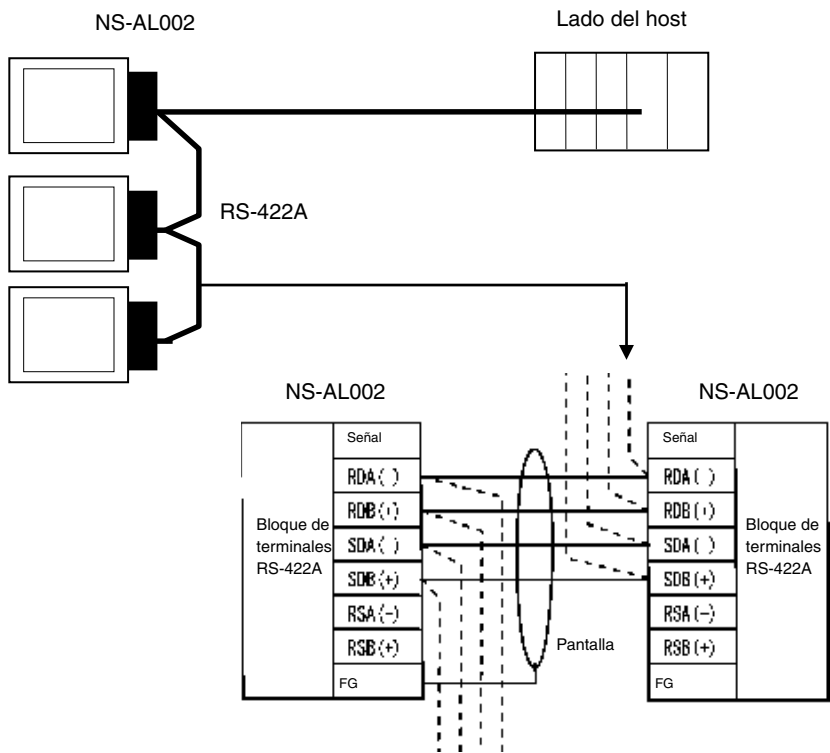 NS-AL002
Lado del host
RS-422A
NS-AL002
NS-AL002
Señal
RDA( )
RDB(+)
SDA( )
SDB(+)
RSA(-)
RSB(+)
FG
Bloque de
terminales
RS-422A
Pantalla
Señal
RDA( )
RDB(+)
SDA( )
SDB(+)
RSA(-)
RSB(+)
FG
Bloque de
terminales
RS-422A